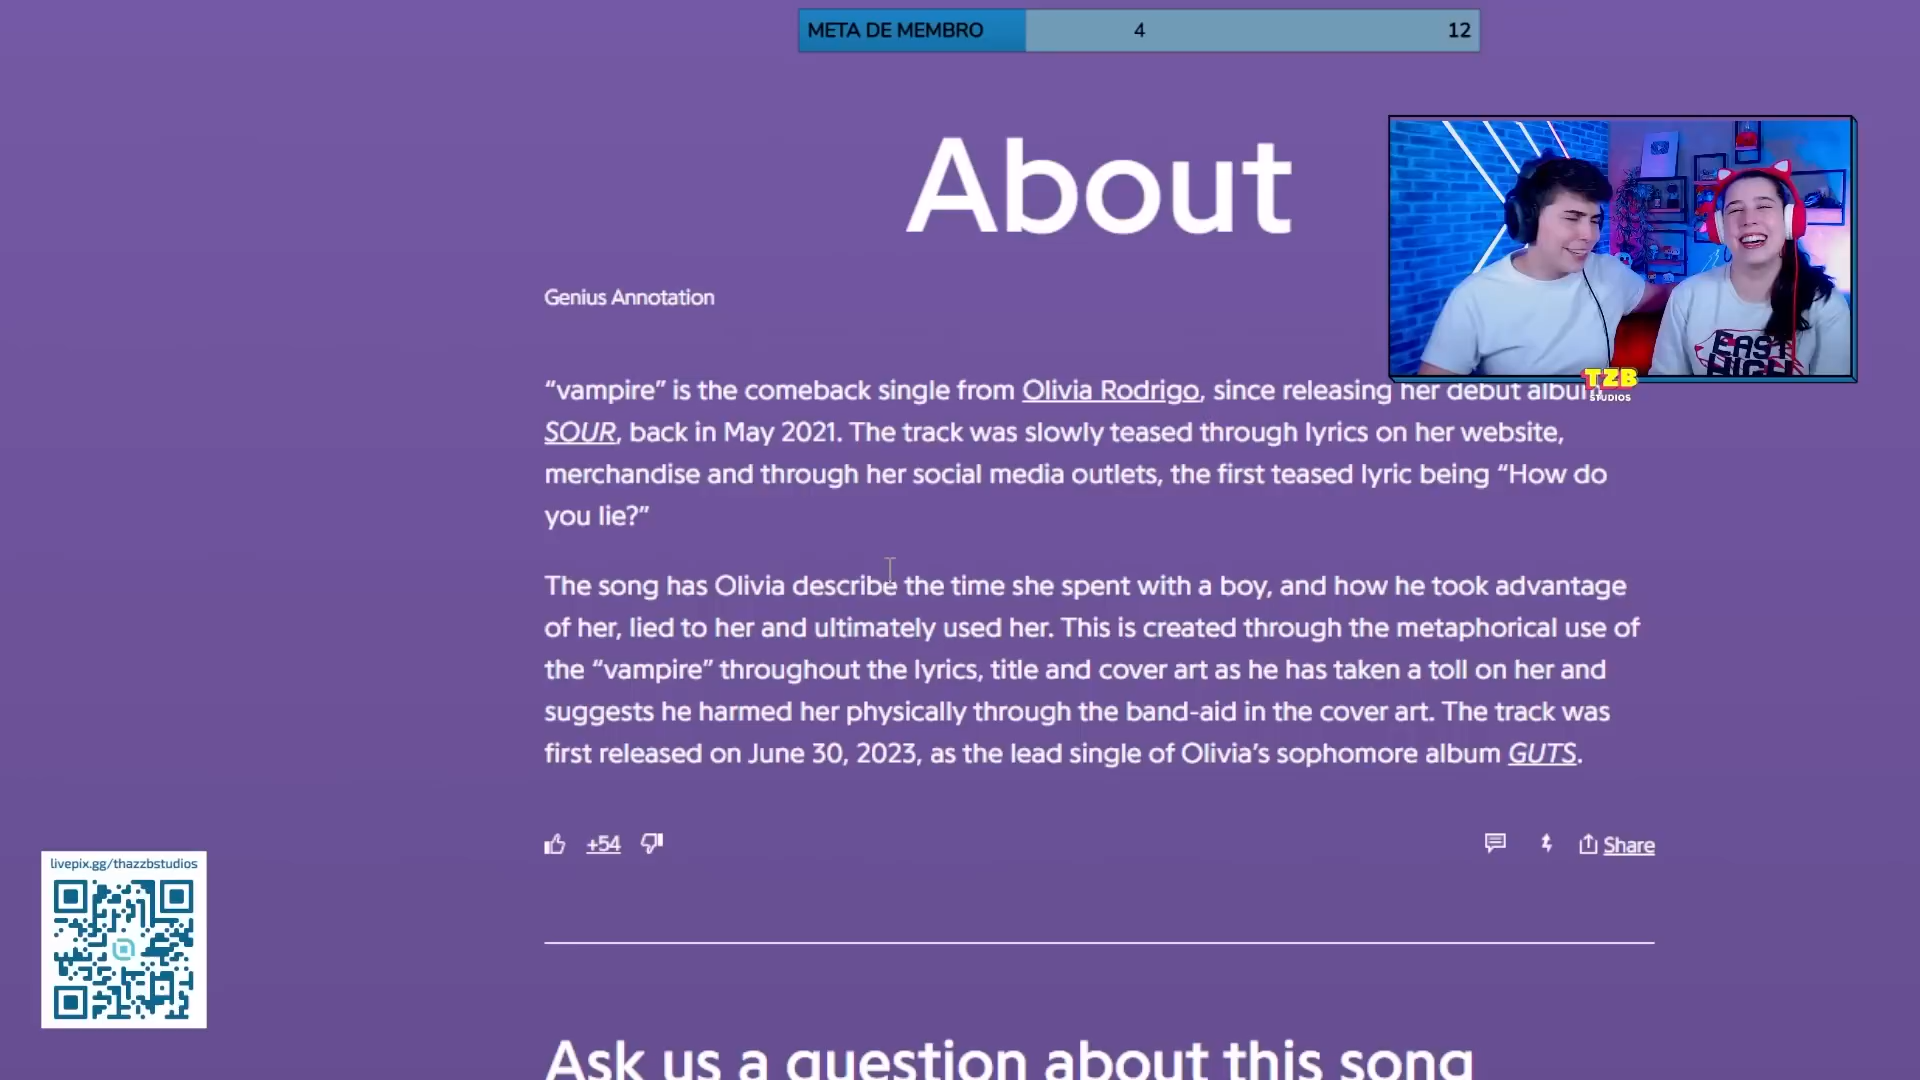 META DE MEMBRO 4 12
About
Genius Annotation
“vampire” is the comeback single from Olivia Rodrigo, since releasing her debut album
SOUR, back in May 2021. The track was slowly teased through lyrics on her website,
merchandise and through her social media outlets, the first teased lyric being “How do
you lie?”
The song has Olivia describe the time she spent with a boy, and how he took advantage
of her, lied to her and ultimately used her. This is created through the metaphorical use of
the “vampire” throughout the lyrics, title and cover art as he has taken a toll on her and
suggests he harmed her physically through the band-aid in the cover art. The track was
first released on June 30, 2023, as the lead single of Olivia’s sophomore album GUTS.
+54
Share
EAST
HIGH
TZB
STUDIOS
livepix.gg/thazzbstudios
Ask us a question about this song